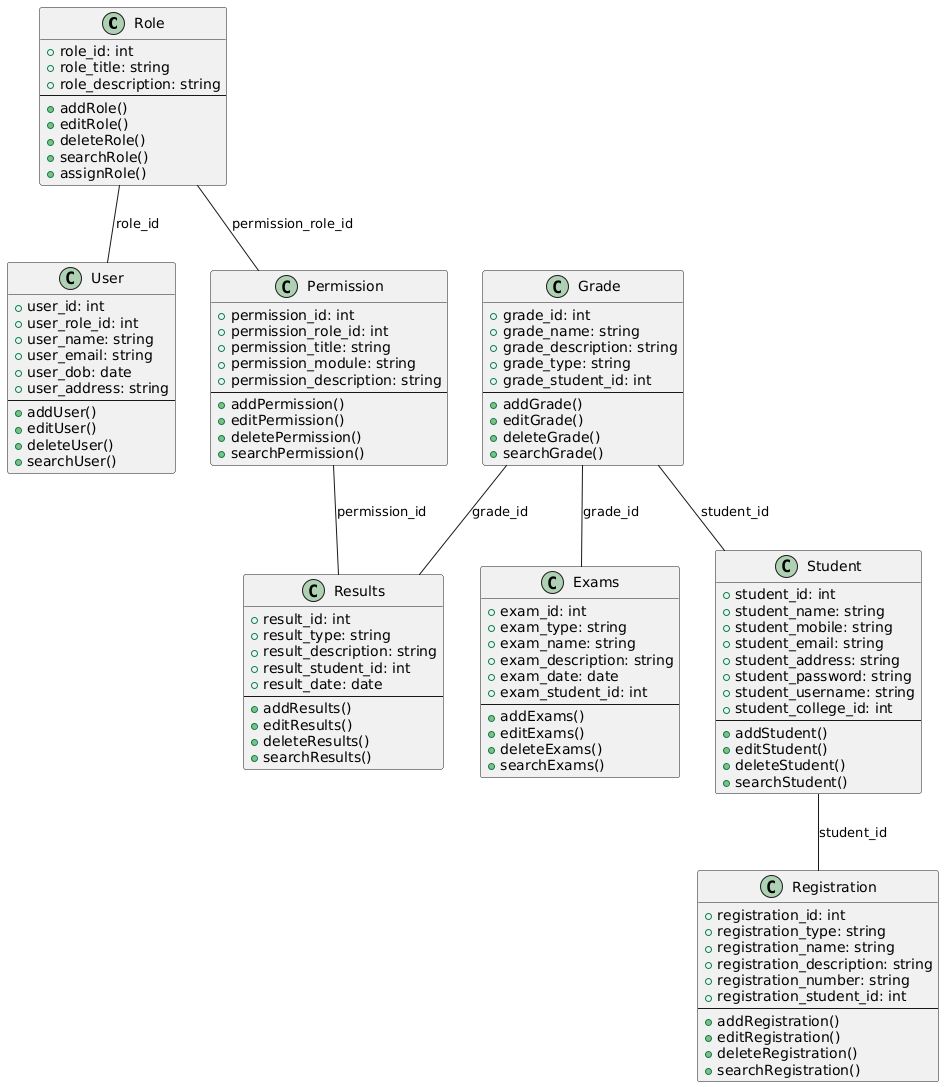 C Role
role_id: int
role_title: string
role_description: string
addRole()
editRole()
deleteRole()
searchRole()
assignRole()
role_id
permission_role_id
C User
user_id: int
user_role_id: int
user_name: string
user_email: string
user_dob: date
user_address: string
addUser()
editUser()
deleteUser()
searchUser()
C Permission
permission_id: int
permission_role_id: int
permission_title: string
permission_module: string
permission_description: string
addPermission()
editPermission()
deletePermission()
searchPermission()
C Grade
grade_id: int
grade_name: string
grade_description: string
grade_type: string
grade_student_id: int
addGrade()
editGrade()
deleteGrade()
searchGrade()
permission_id
grade_id
grade_id
student_id
C Results
result_id: int
result_type: string
result_description: string
result_student_id: int
result_date: date
addResults()
editResults()
deleteResults()
searchResults()
C Exams
exam_id: int
exam_type: string
exam_name: string
exam_description: string
exam_date: date
exam_student_id: int
addExams()
editExams()
deleteExams()
searchExams()
C Student
student_id: int
student_name: string
student_mobile: string
student_email: string
student_address: string
student_password: string
student_username: string
student_college_id: int
addStudent()
editStudent()
deleteStudent()
searchStudent()
student_id
C Registration
registration_id: int
registration_type: string
registration_name: string
registration_description: string
registration_number: string
registration_student_id: int
addRegistration()
editRegistration()
deleteRegistration()
searchRegistration()